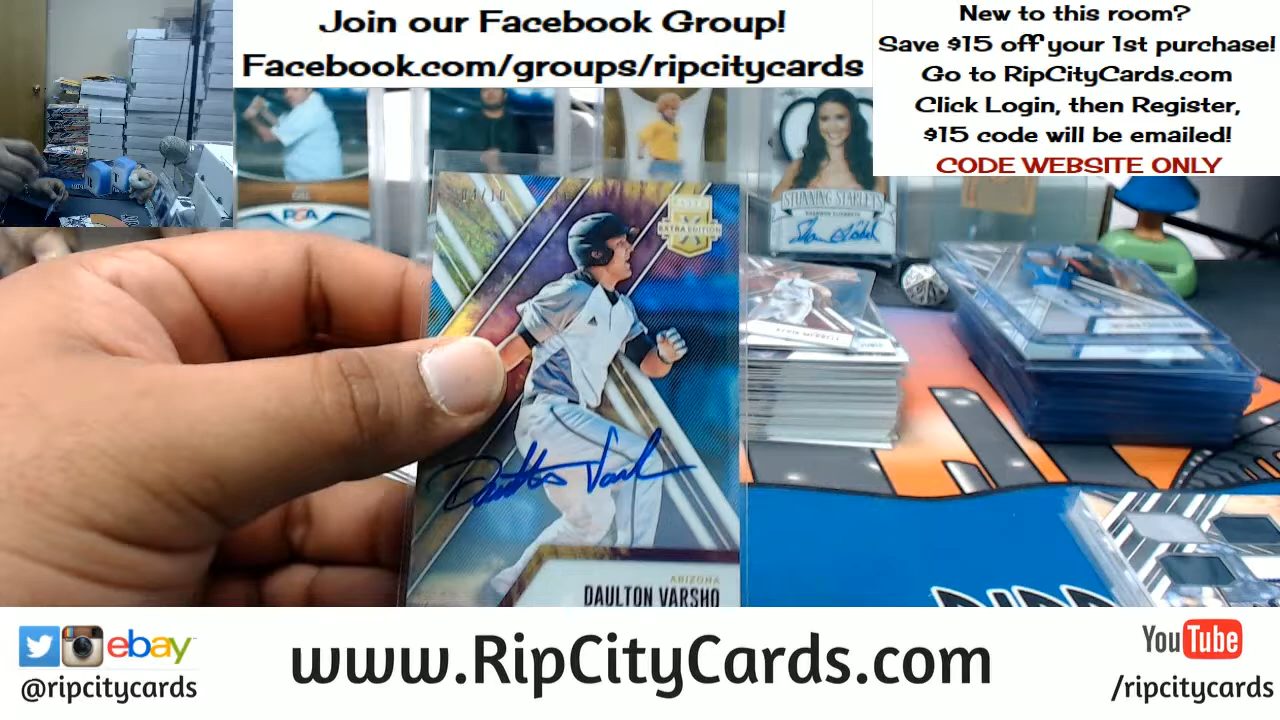 Join our Facebook Group!
Facebook.com/groups/ripcitycards
New to this room?
Save $15 off your 1st purchase!
Go to RipCityCards.com
Click Login, then Register,
$15 code will be emailed!
CODE WEBSITE ONLY
PSA
STUNNING STARLETS
EXTRA EDITION
Daulton Varsho
ARIZONA
DAULTON VARSHO
ebay
@ripcitycards
www.RipCityCards.com
YouTube
/ripcitycards